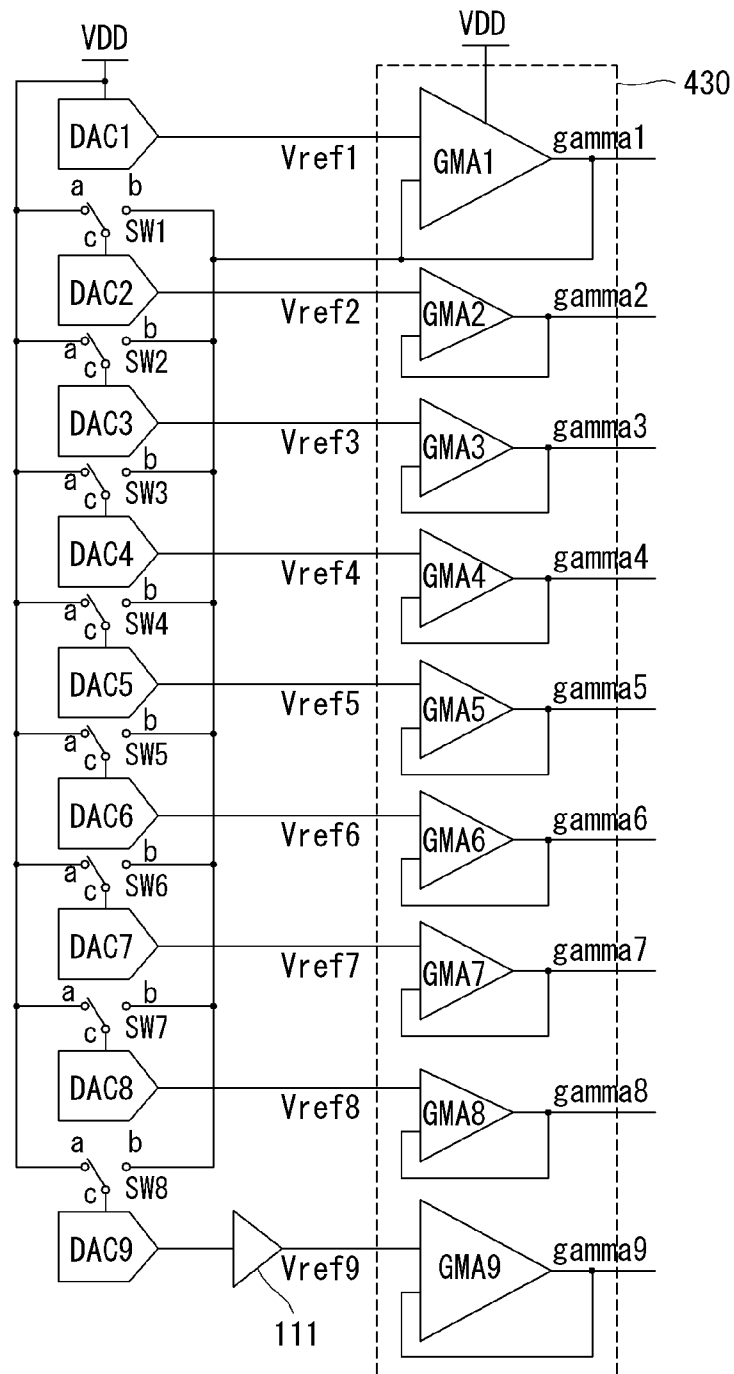 VDD
VDD
430
DAC1
Vref1
GMA1
gamma1
a
b
c
SW1
DAC2
Vref2
GMA2
gamma2
a
b
c
SW2
DAC3
Vref3
GMA3
gamma3
a
b
c
SW3
DAC4
Vref4
GMA4
gamma4
a
b
c
SW4
DAC5
Vref5
GMA5
gamma5
a
b
c
SW5
DAC6
Vref6
GMA6
gamma6
a
b
c
SW6
DAC7
Vref7
GMA7
gamma7
a
b
c
SW7
DAC8
Vref8
GMA8
gamma8
a
b
c
SW8
DAC9
Vref9
GMA9
gamma9
111